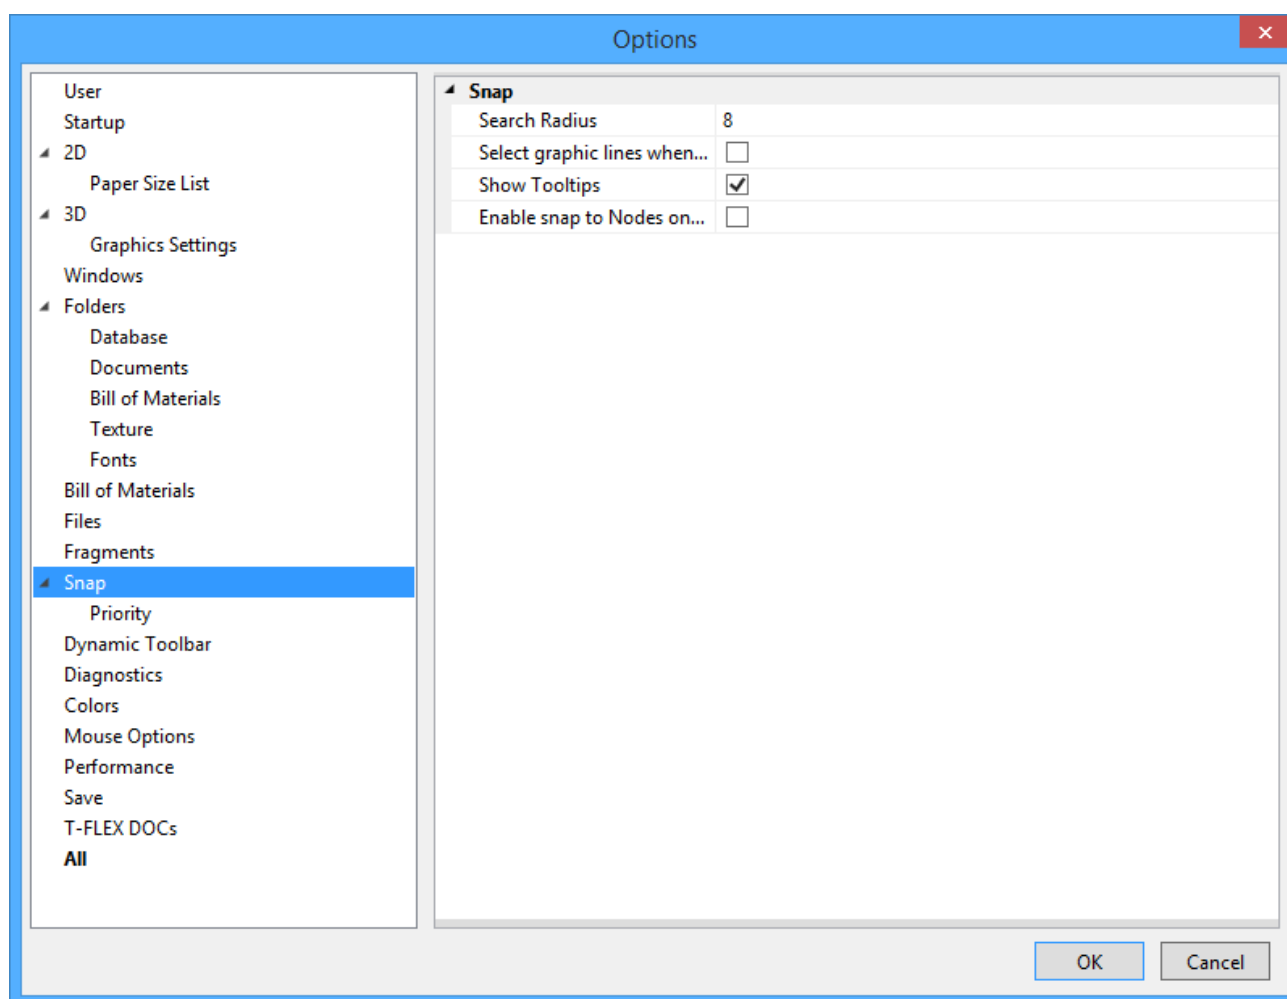 Options
User
Startup
2D
Paper Size List
3D
Graphics Settings
Windows
Folders
Database
Documents
Bill of Materials
Texture
Fonts
Bill of Materials
Files
Fragments
Snap
Priority
Dynamic Toolbar
Diagnostics
Colors
Mouse Options
Performance
Save
T-FLEX DOCs
All
Snap
Search Radius 8
Select graphic lines when...
Show Tooltips
Enable snap to Nodes on...
OK Cancel